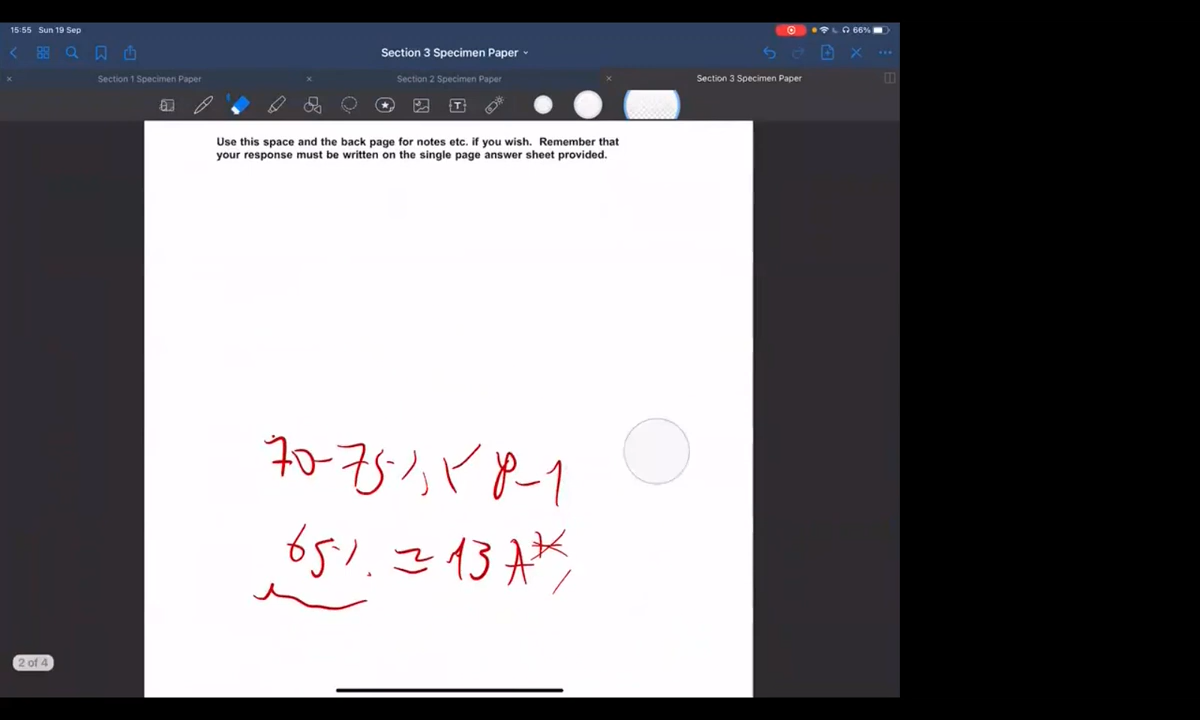 15:55 Sun 19 Sep
66%
Section 3 Specimen Paper
Section 1 Specimen Paper
Section 2 Specimen Paper
Section 3 Specimen Paper
Use this space and the back page for notes etc. if you wish. Remember that
your response must be written on the single page answer sheet provided.
70-75%
65% ≈ 13 A*
2 of 4